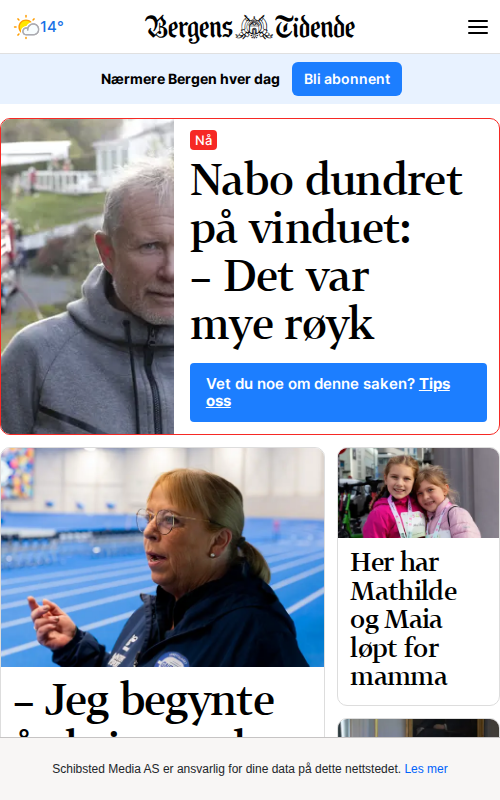 14°
Bergens Tidende
Nærmere Bergen hver dag
Bli abonnent
Nå
Nabo dundret
på vinduet:
– Det var
mye røyk
Vet du noe om denne saken? Tips
oss
– Jeg begynte
Her har
Mathilde
og Maia
løpt for
mamma
Schibsted Media AS er ansvarlig for dine data på dette nettstedet. Les mer